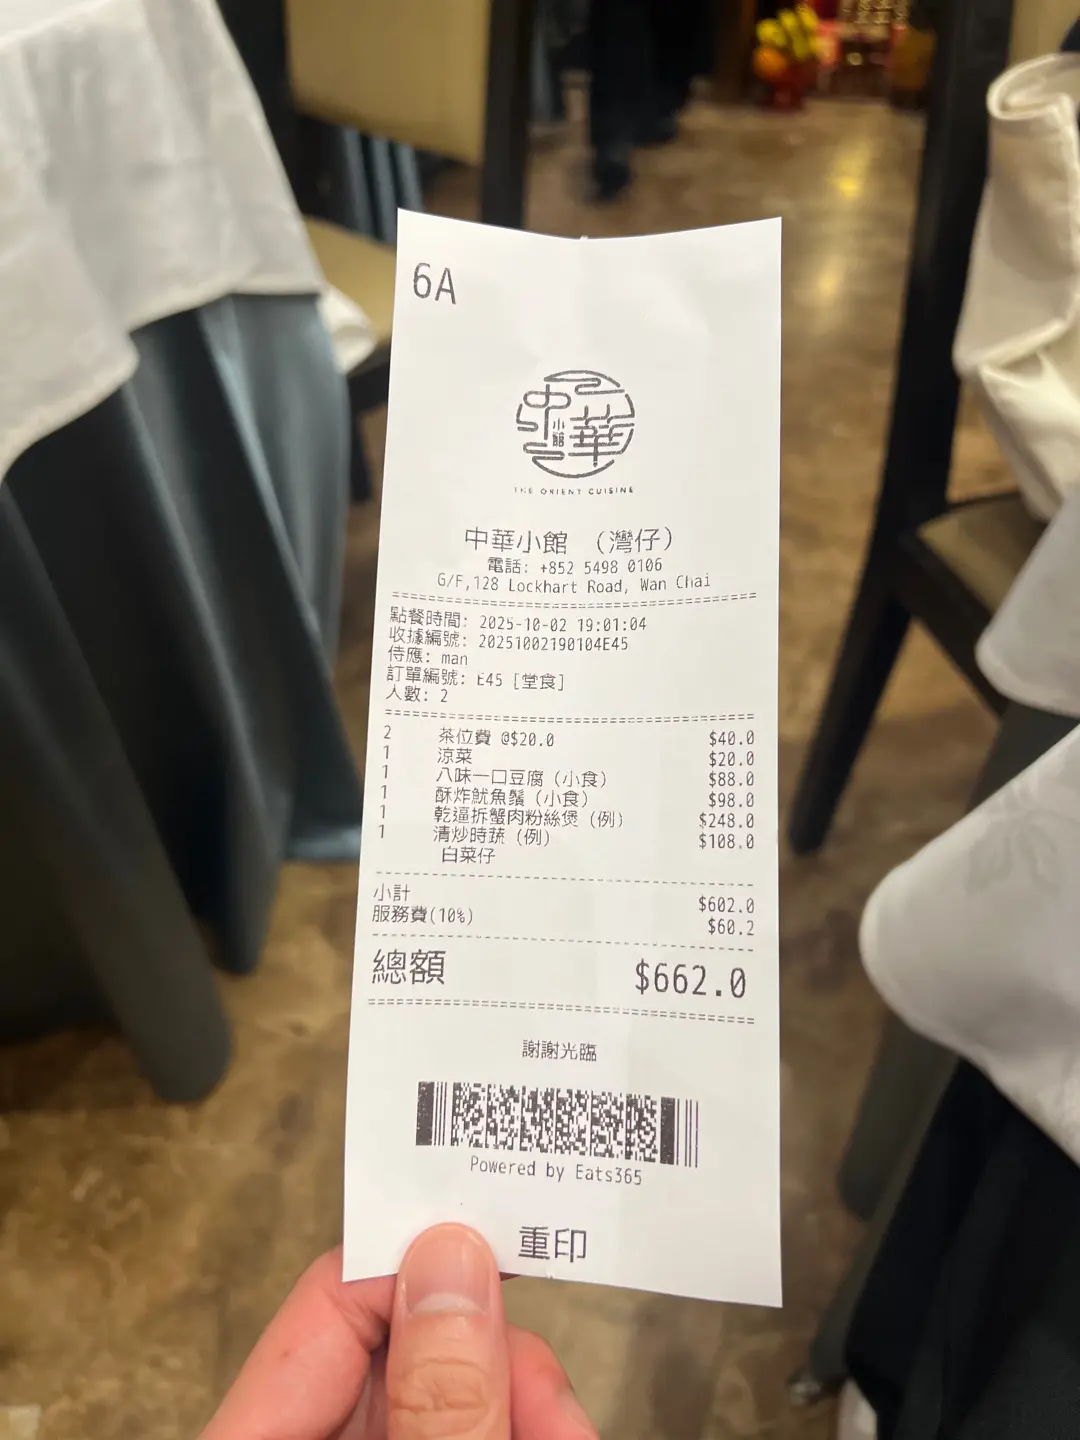 6A
中華小館
THE ORIENT CUISINE
中華小館 (灣仔)
電話: +852 5498 0106
G/F,128 Lockhart Road, Wan Chai
點餐時間: 2025-10-02 19:01:04
收據編號: 20251002190104E45
侍應: man
訂單編號: E45 [堂食]
人數: 2
2 茶位費 @$20.0 $40.0
1 涼菜 $20.0
1 八味一口豆腐 (小食) $88.0
1 酥炸魷魚鬚 (小食) $98.0
1 乾逼拆蟹肉粉絲煲 (例) $248.0
1 清炒時蔬 (例) $108.0
白菜仔
小計 $602.0
服務費(10%) $60.2
總額 $662.0
謝謝光臨
Powered by Eats365
重印